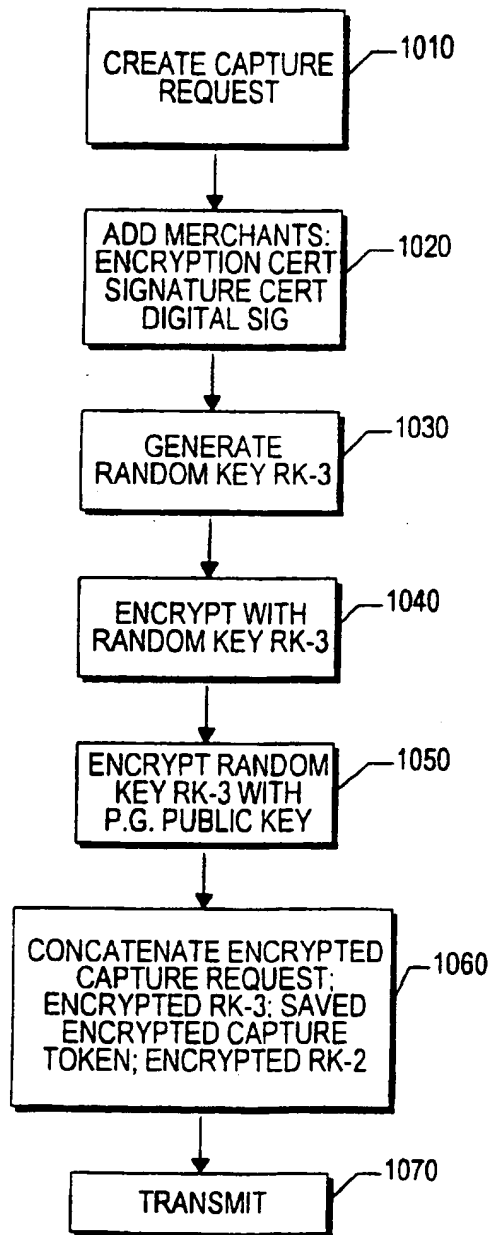 CREATE CAPTURE
REQUEST
1010
ADD MERCHANTS:
ENCRYPTION CERT
SIGNATURE CERT
DIGITAL SIG
1020
GENERATE
RANDOM KEY RK-3
1030
ENCRYPT WITH
RANDOM KEY RK-3
1040
ENCRYPT RANDOM
KEY RK-3 WITH
P.G. PUBLIC KEY
1050
CONCATENATE ENCRYPTED
CAPTURE REQUEST;
ENCRYPTED RK-3; SAVED
ENCRYPTED CAPTURE
TOKEN; ENCRYPTED RK-2
1060
TRANSMIT
1070